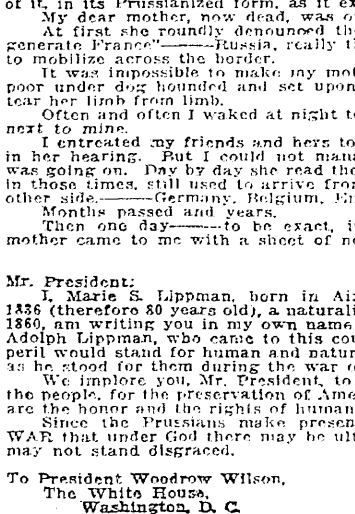 of it, in its Prussianized form, as it ex
My dear mother, now dead, was o
At first she roundly denounced th
generate France"———Russia, really t
to mobilize across the border.
It was impossible to make my mot
poor under dog hounded and set upon
tear her limb from limb.
Often and often I waked at night t
next to mine.
I entreated my friends and hers to
in her hearing. But I could not man
was going on. Day by day she read the
in those times, still used to arrive from
other side.———Germany, Belgium, En
Months passed and years.
Then one day———to be exact, i
mother came to me with a sheet of n
Mr. President:
I, Marie S. Lippman, born in Ai
1836 (therefore 80 years old), a naturali
1860, am writing you in my own name
Adolph Lippman, who came to this cou
peril would stand for human and natur
as he stood for them during the war o
We implore you, Mr. President, to
the people, for the preservation of Ame
are the honor and the rights of human
Since the Prussians make presen
WAR that under God there may be ult
may not stand disgraced.
To President Woodrow Wilson,
The White House,
Washington, D. C.